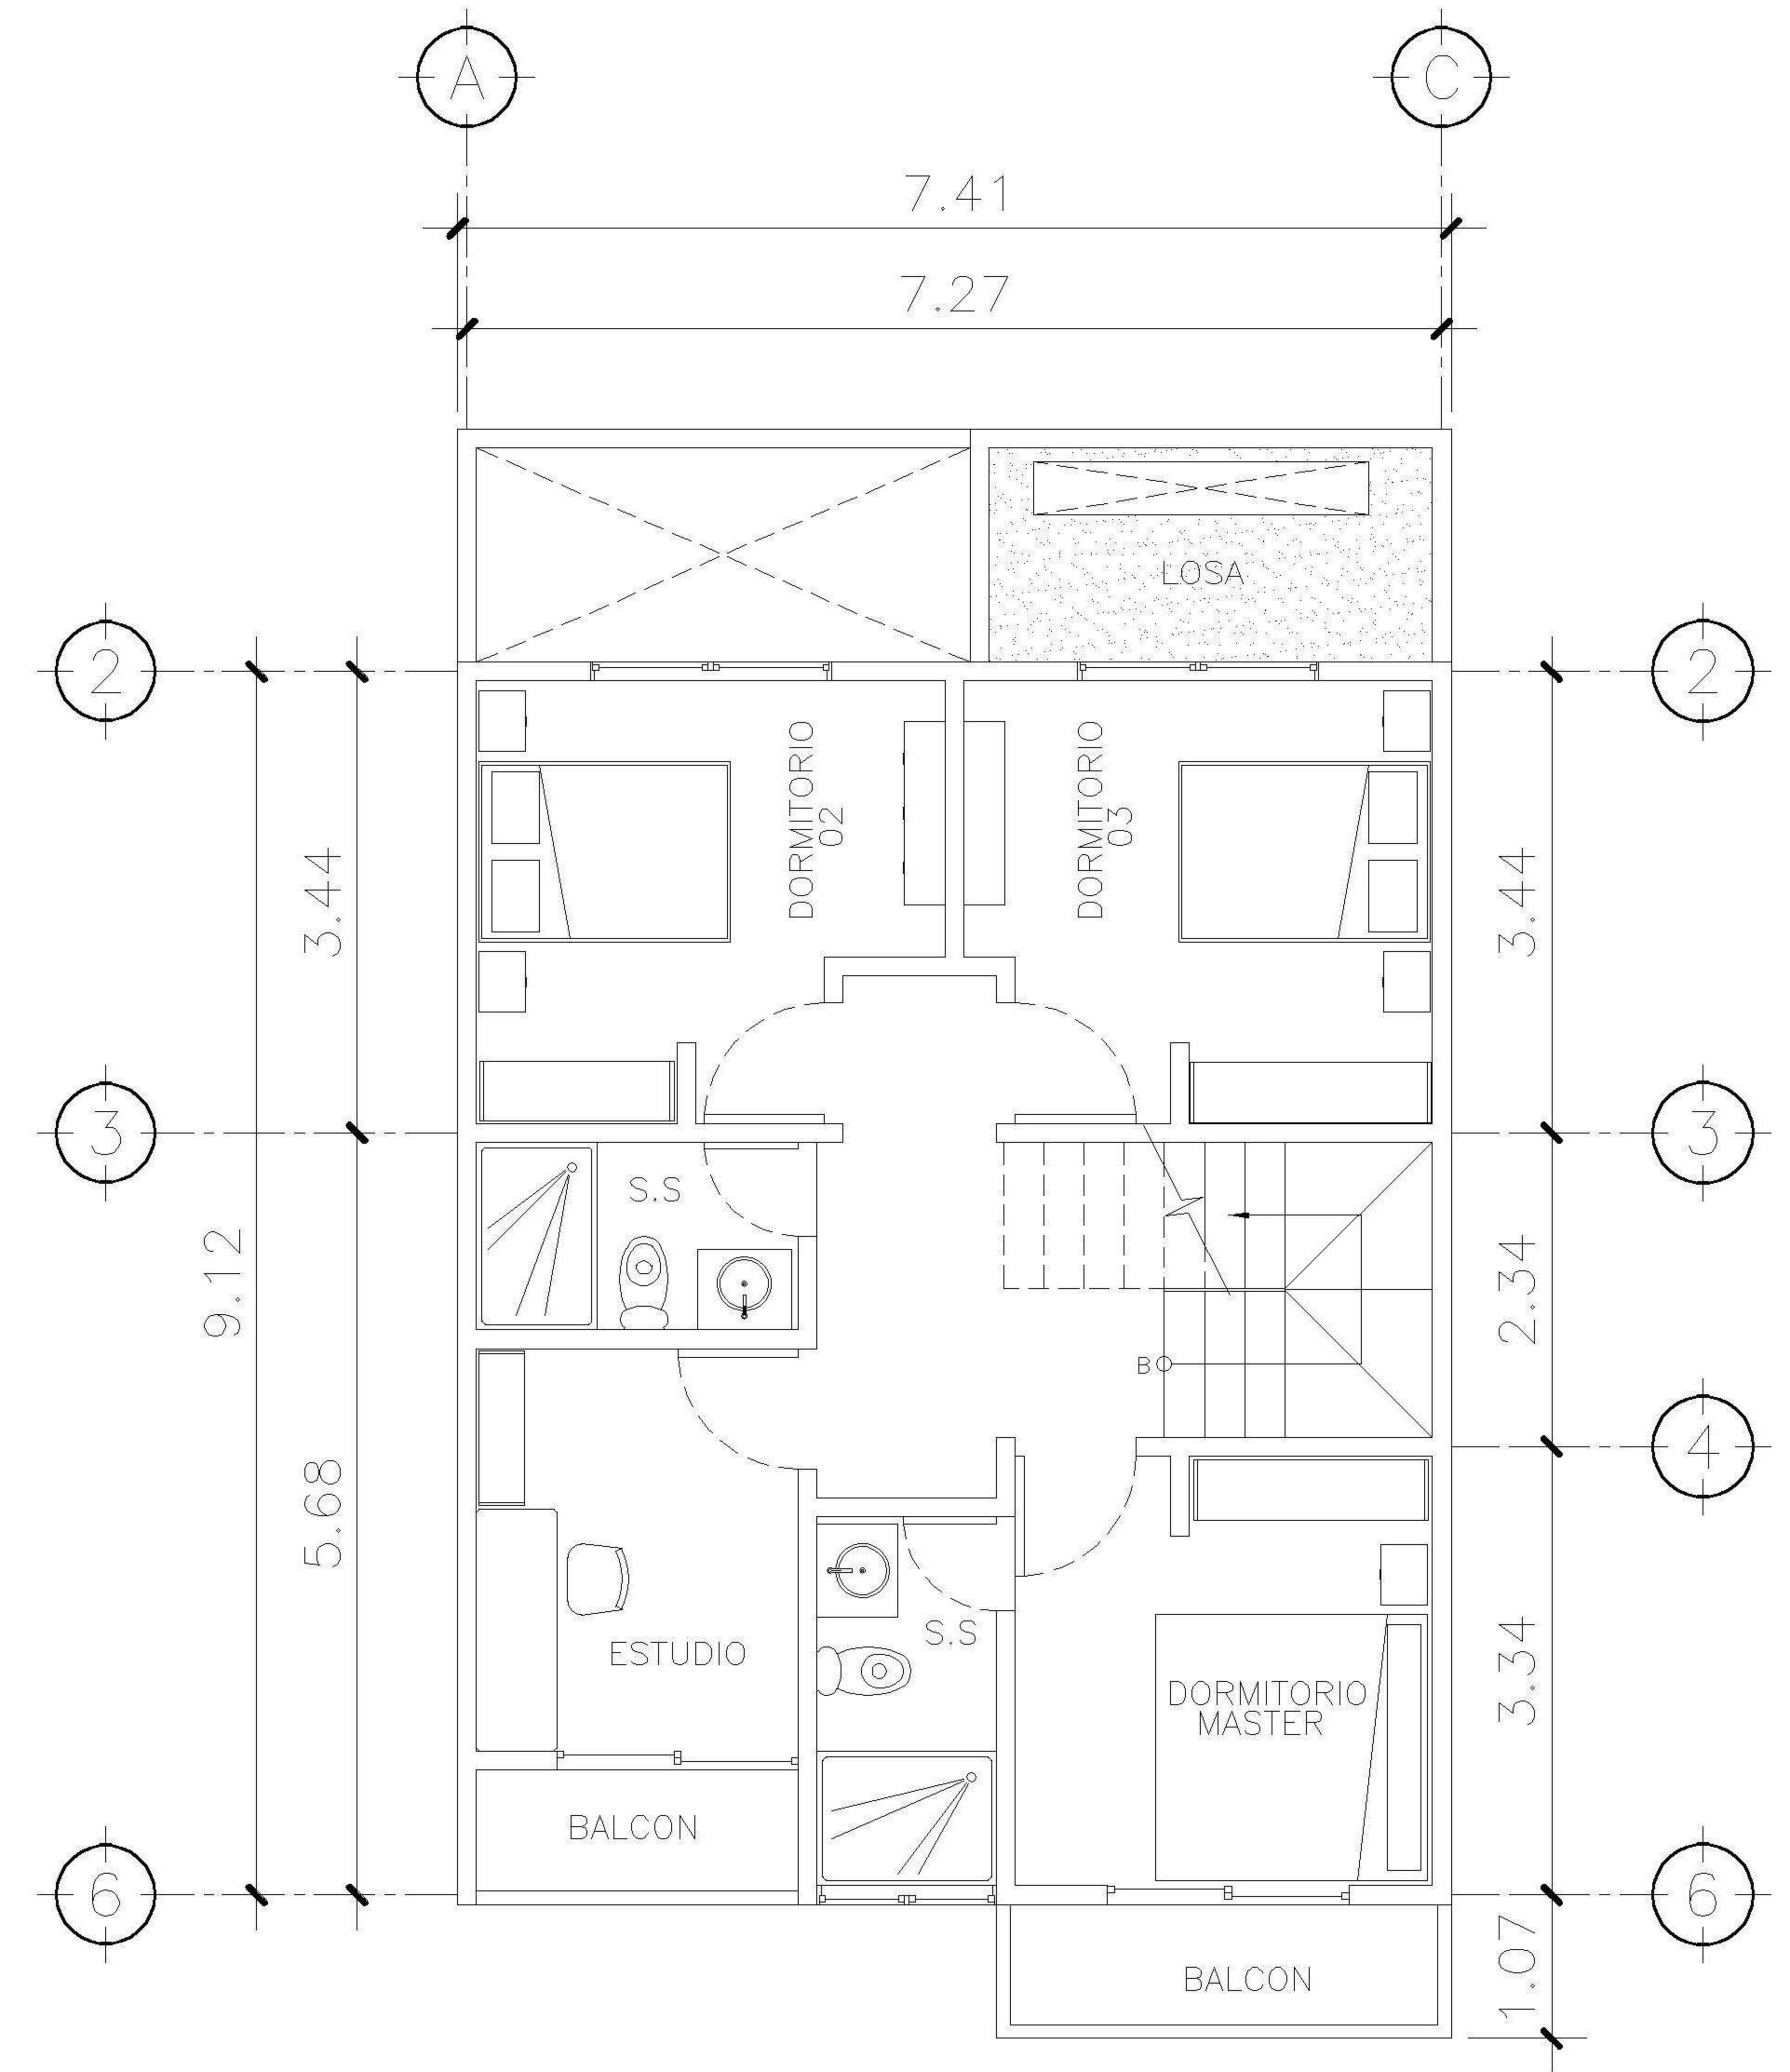 A
C
7.41
7.27
LOSA
2
2
DORMITORIO
02
DORMITORIO
03
3.44
3.44
3
3
S.S
9.12
2.34
B
4
5.68
ESTUDIO
S.S
DORMITORIO
MASTER
3.34
BALCON
6
6
BALCON
1.07